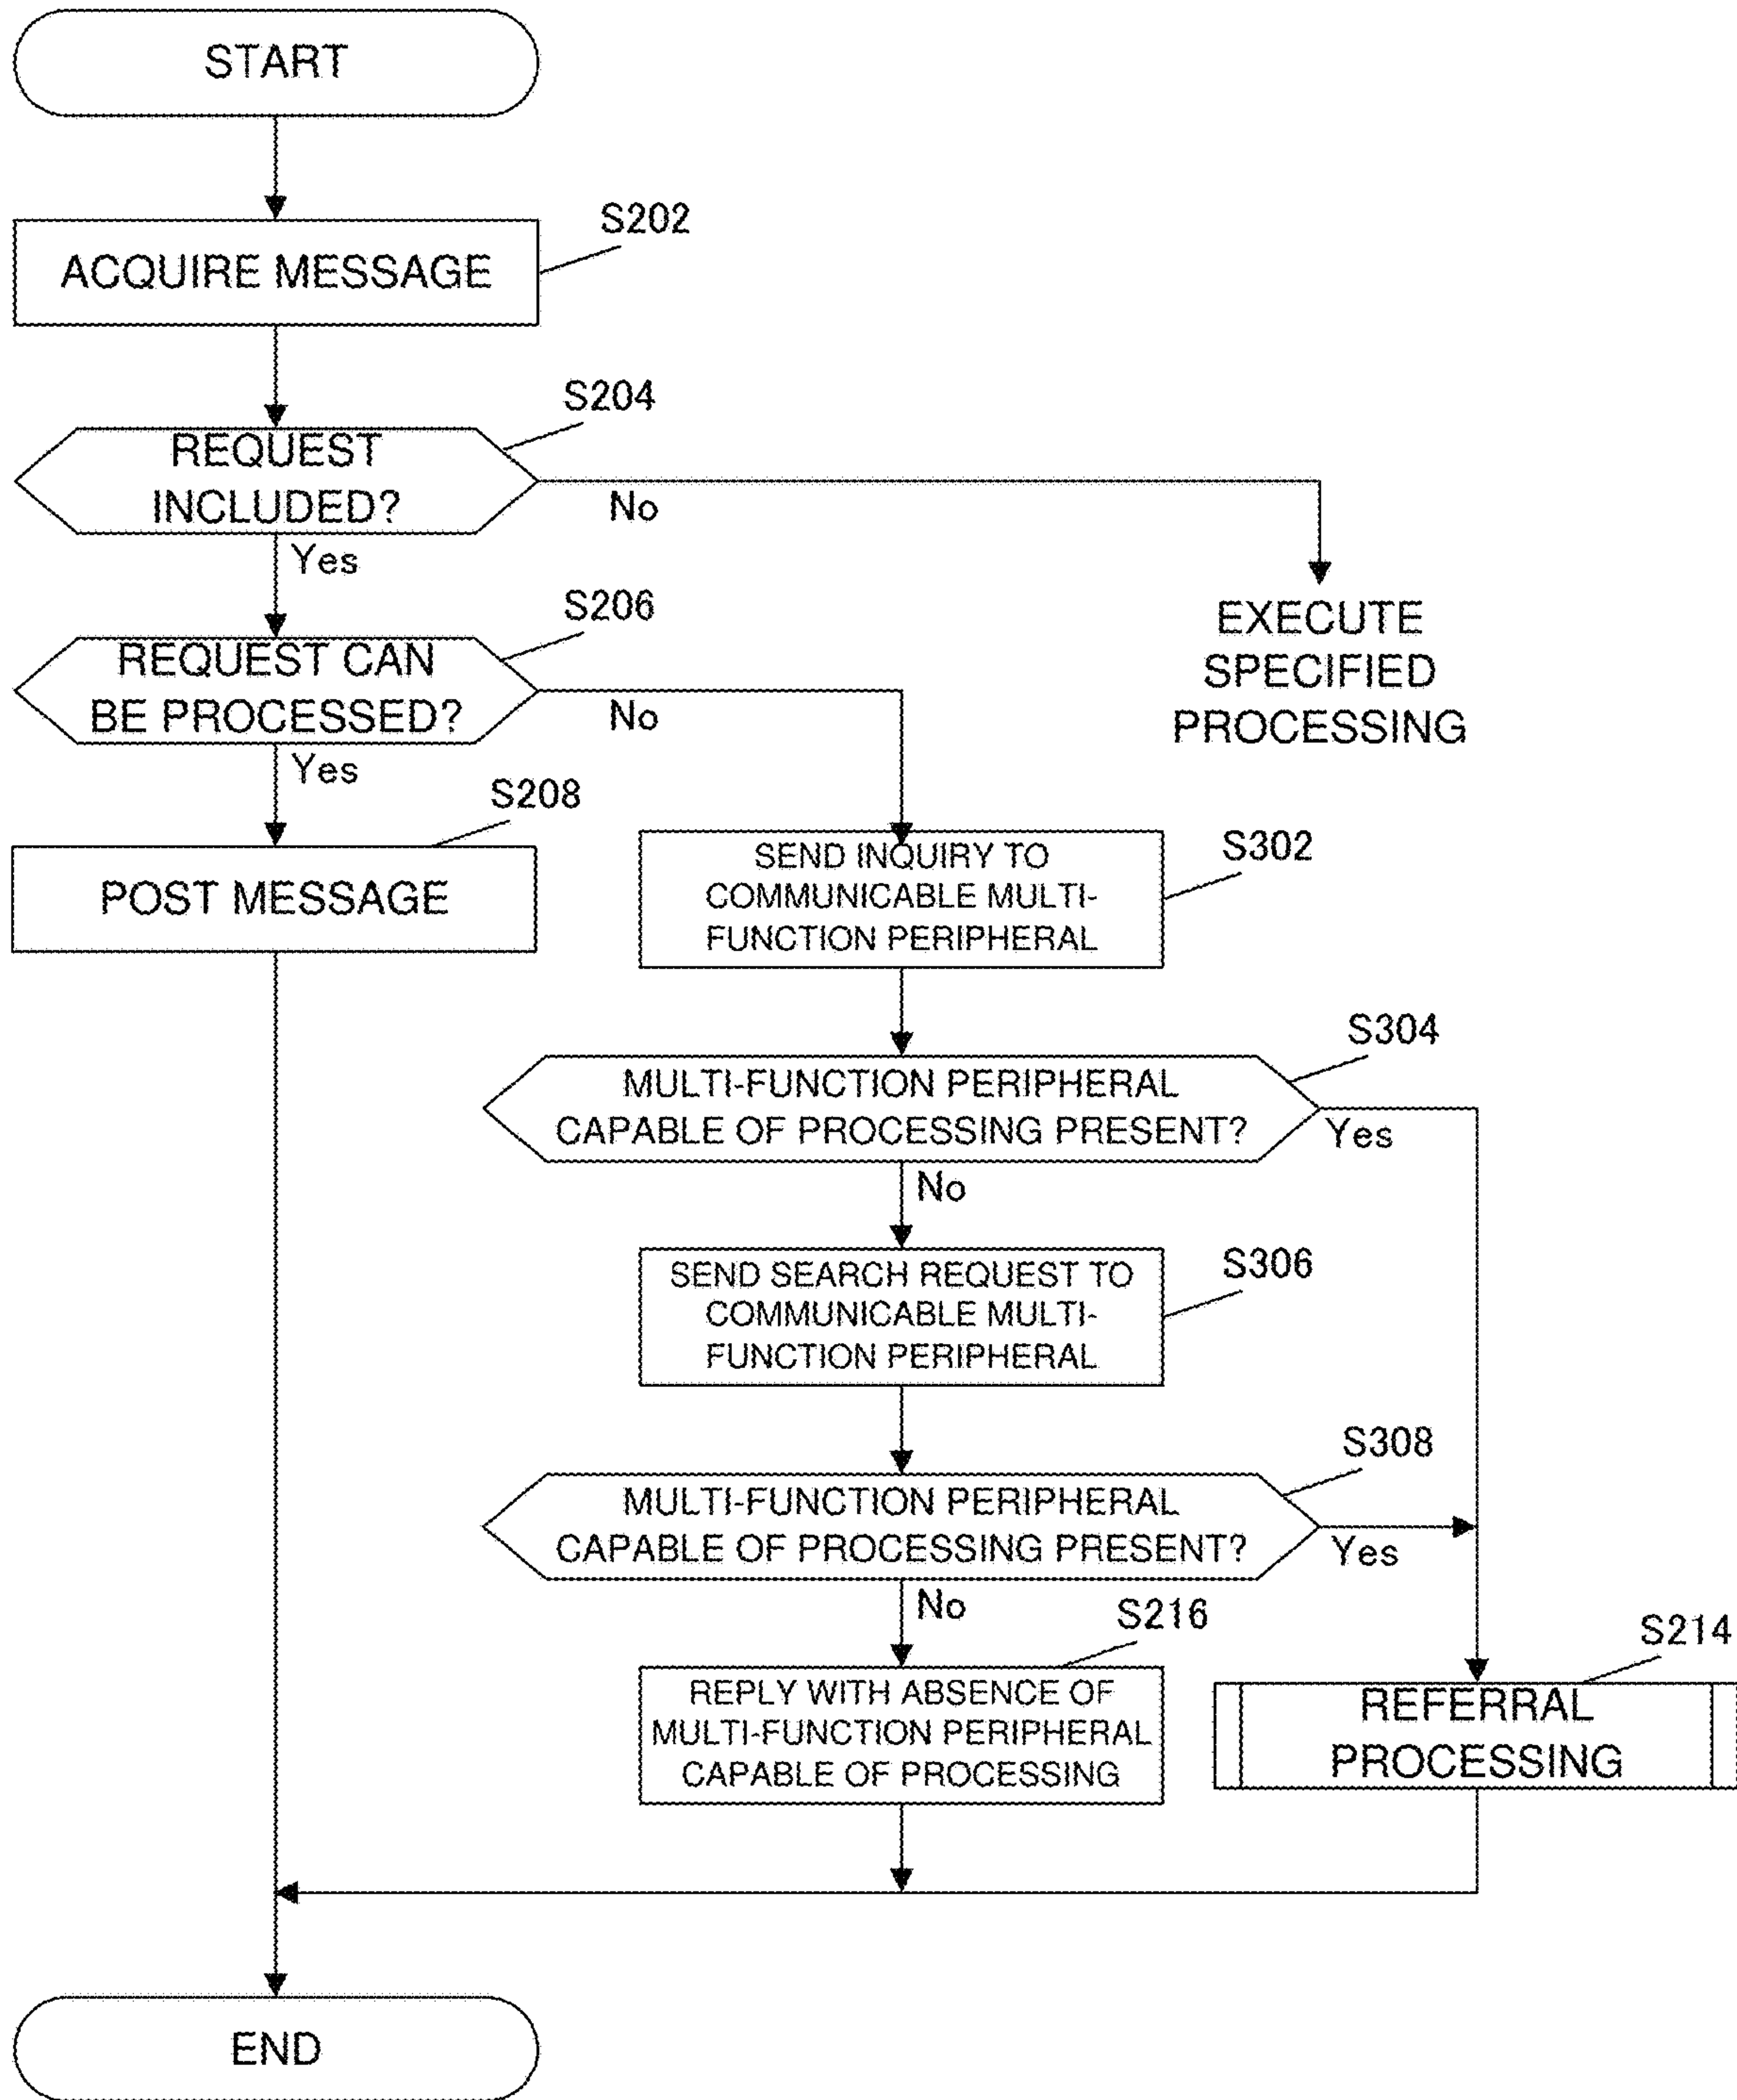 START
S202
ACQUIRE MESSAGE
S204
REQUEST
INCLUDED?
No
Yes
EXECUTE
SPECIFIED
PROCESSING
S206
REQUEST CAN
BE PROCESSED?
No
Yes
S208
POST MESSAGE
S302
SEND INQUIRY TO
COMMUNICABLE MULTI-
FUNCTION PERIPHERAL
S304
MULTI-FUNCTION PERIPHERAL
CAPABLE OF PROCESSING PRESENT?
Yes
No
S306
SEND SEARCH REQUEST TO
COMMUNICABLE MULTI-
FUNCTION PERIPHERAL
S308
MULTI-FUNCTION PERIPHERAL
CAPABLE OF PROCESSING PRESENT?
Yes
No
S216
REPLY WITH ABSENCE OF
MULTI-FUNCTION PERIPHERAL
CAPABLE OF PROCESSING
S214
REFERRAL
PROCESSING
END